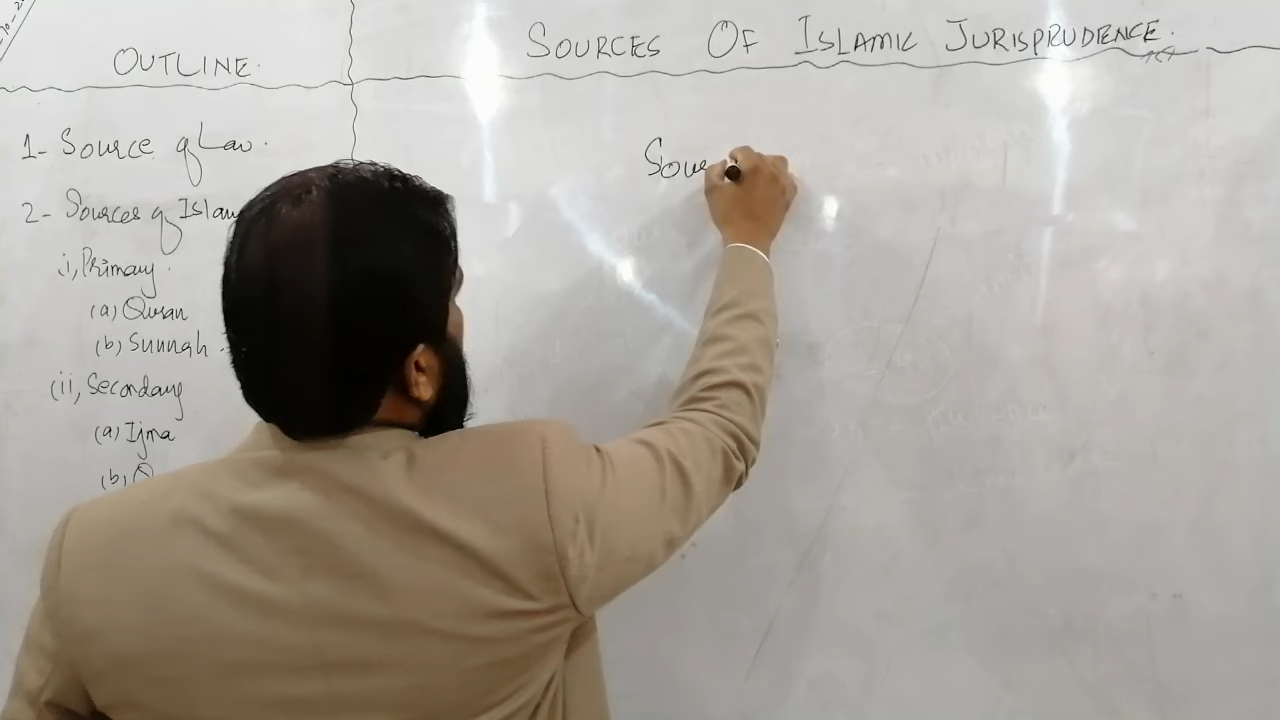 OUTLINE.
SOURCES OF ISLAMIC JURISPRUDENCE.
1- Source of Law.
2- Sources of Islam
i, Primary.
(a) Quran
(b) Sunnah
(ii, Secondary
(a) Ijma
(b) Q
Sour